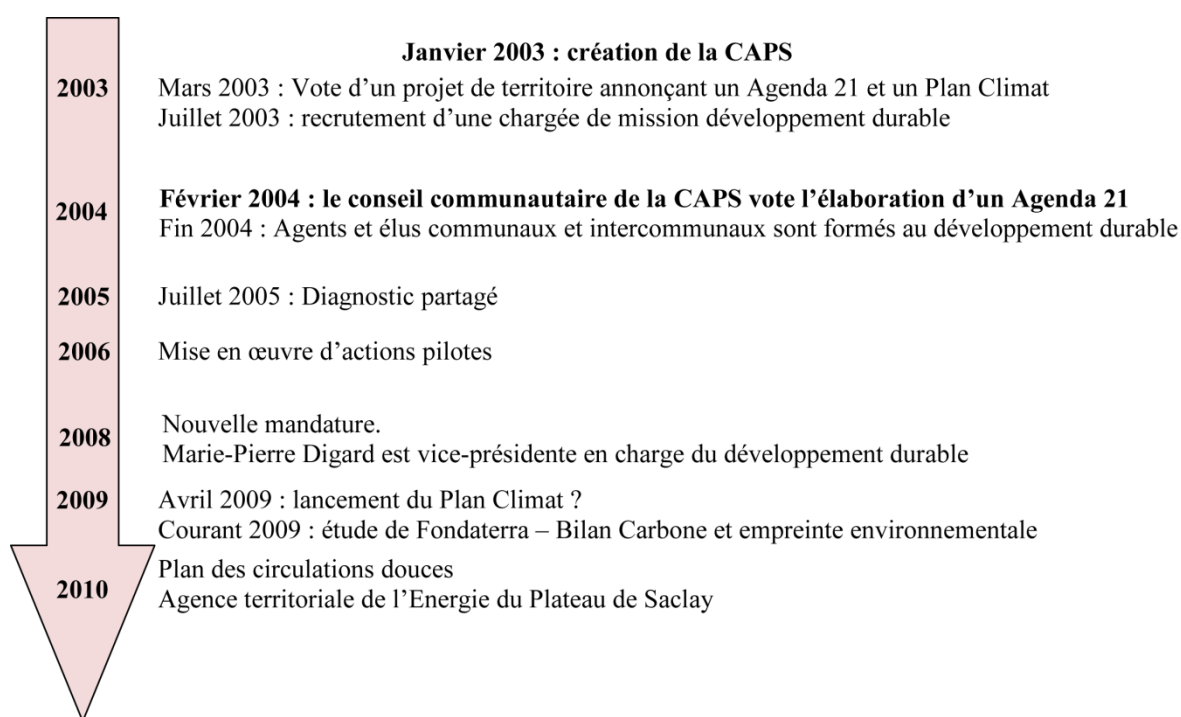 Janvier 2003 : création de la CAPS
2003
Mars 2003 : Vote d’un projet de territoire annonçant un Agenda 21 et un Plan Climat
Juillet 2003 : recrutement d’une chargée de mission développement durable
2004
Février 2004 : le conseil communautaire de la CAPS vote l’élaboration d’un Agenda 21
Fin 2004 : Agents et élus communaux et intercommunaux sont formés au développement durable
2005
Juillet 2005 : Diagnostic partagé
2006
Mise en œuvre d’actions pilotes
2008
Nouvelle mandature.
Marie-Pierre Digard est vice-présidente en charge du développement durable
2009
Avril 2009 : lancement du Plan Climat ?
Courant 2009 : étude de Fondaterra – Bilan Carbone et empreinte environnementale
2010
Plan des circulations douces
Agence territoriale de l’Energie du Plateau de Saclay